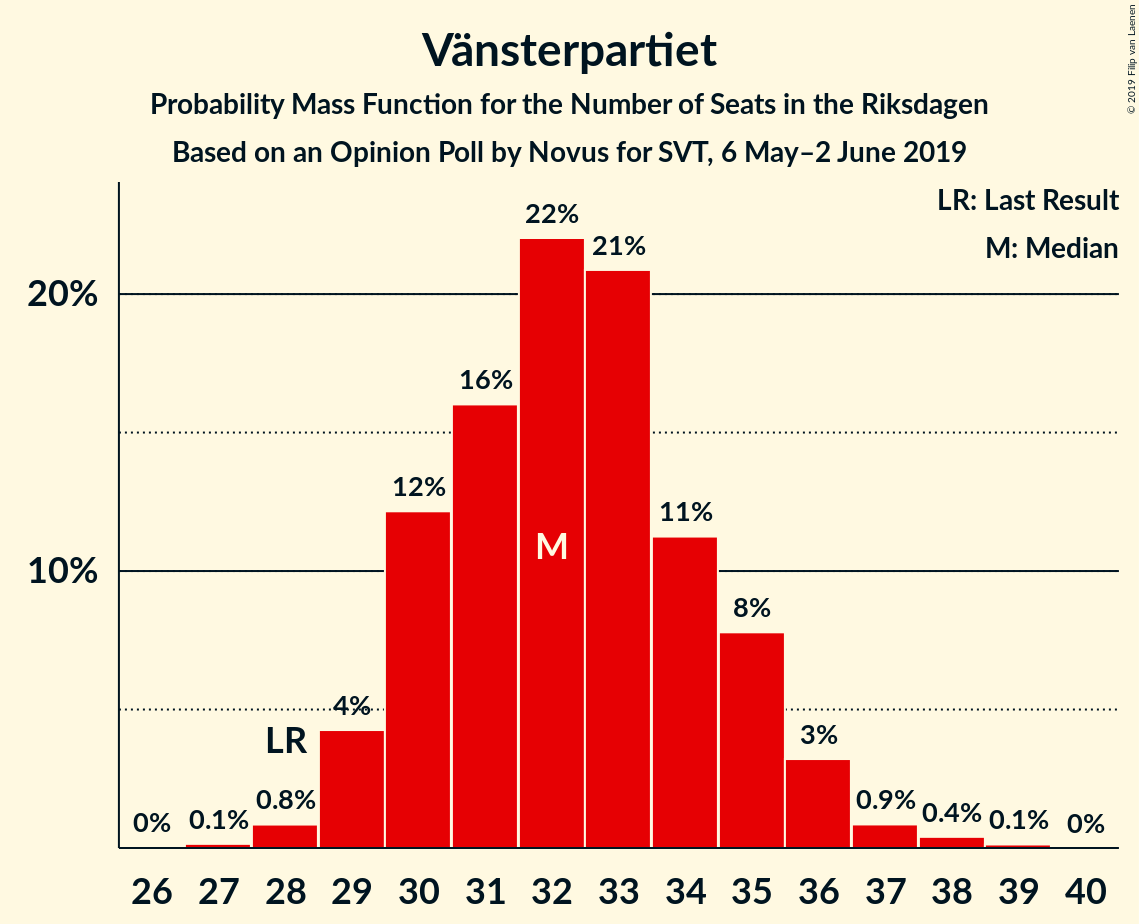 Vänsterpartiet
Probability Mass Function for the Number of Seats in the Riksdagen
Based on an Opinion Poll by Novus for SVT, 6 May–2 June 2019
© 2019 Filip van Laenen
LR: Last Result
M: Median
20%
10%
0% 0.1% 0.8% 4% 12% 16% 22% 21% 11% 8% 3% 0.9% 0.4% 0.1% 0%
LR
M
26 27 28 29 30 31 32 33 34 35 36 37 38 39 40